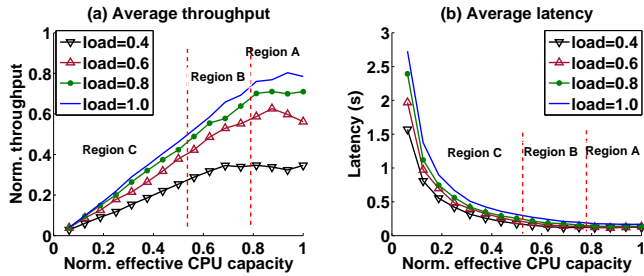 (a) Average throughput
Norm. throughput
1
0.8
0.6
0.4
0.2
0
0
0.2
0.4
0.6
0.8
1
Norm. effective CPU capacity
load=0.4
load=0.6
load=0.8
load=1.0
Region A
Region B
Region C
(b) Average latency
Latency (s)
3
2.5
2
1.5
1
0.5
0
0
0.2
0.4
0.6
0.8
1
Norm. effective CPU capacity
load=0.4
load=0.6
load=0.8
load=1.0
Region C
Region B
Region A